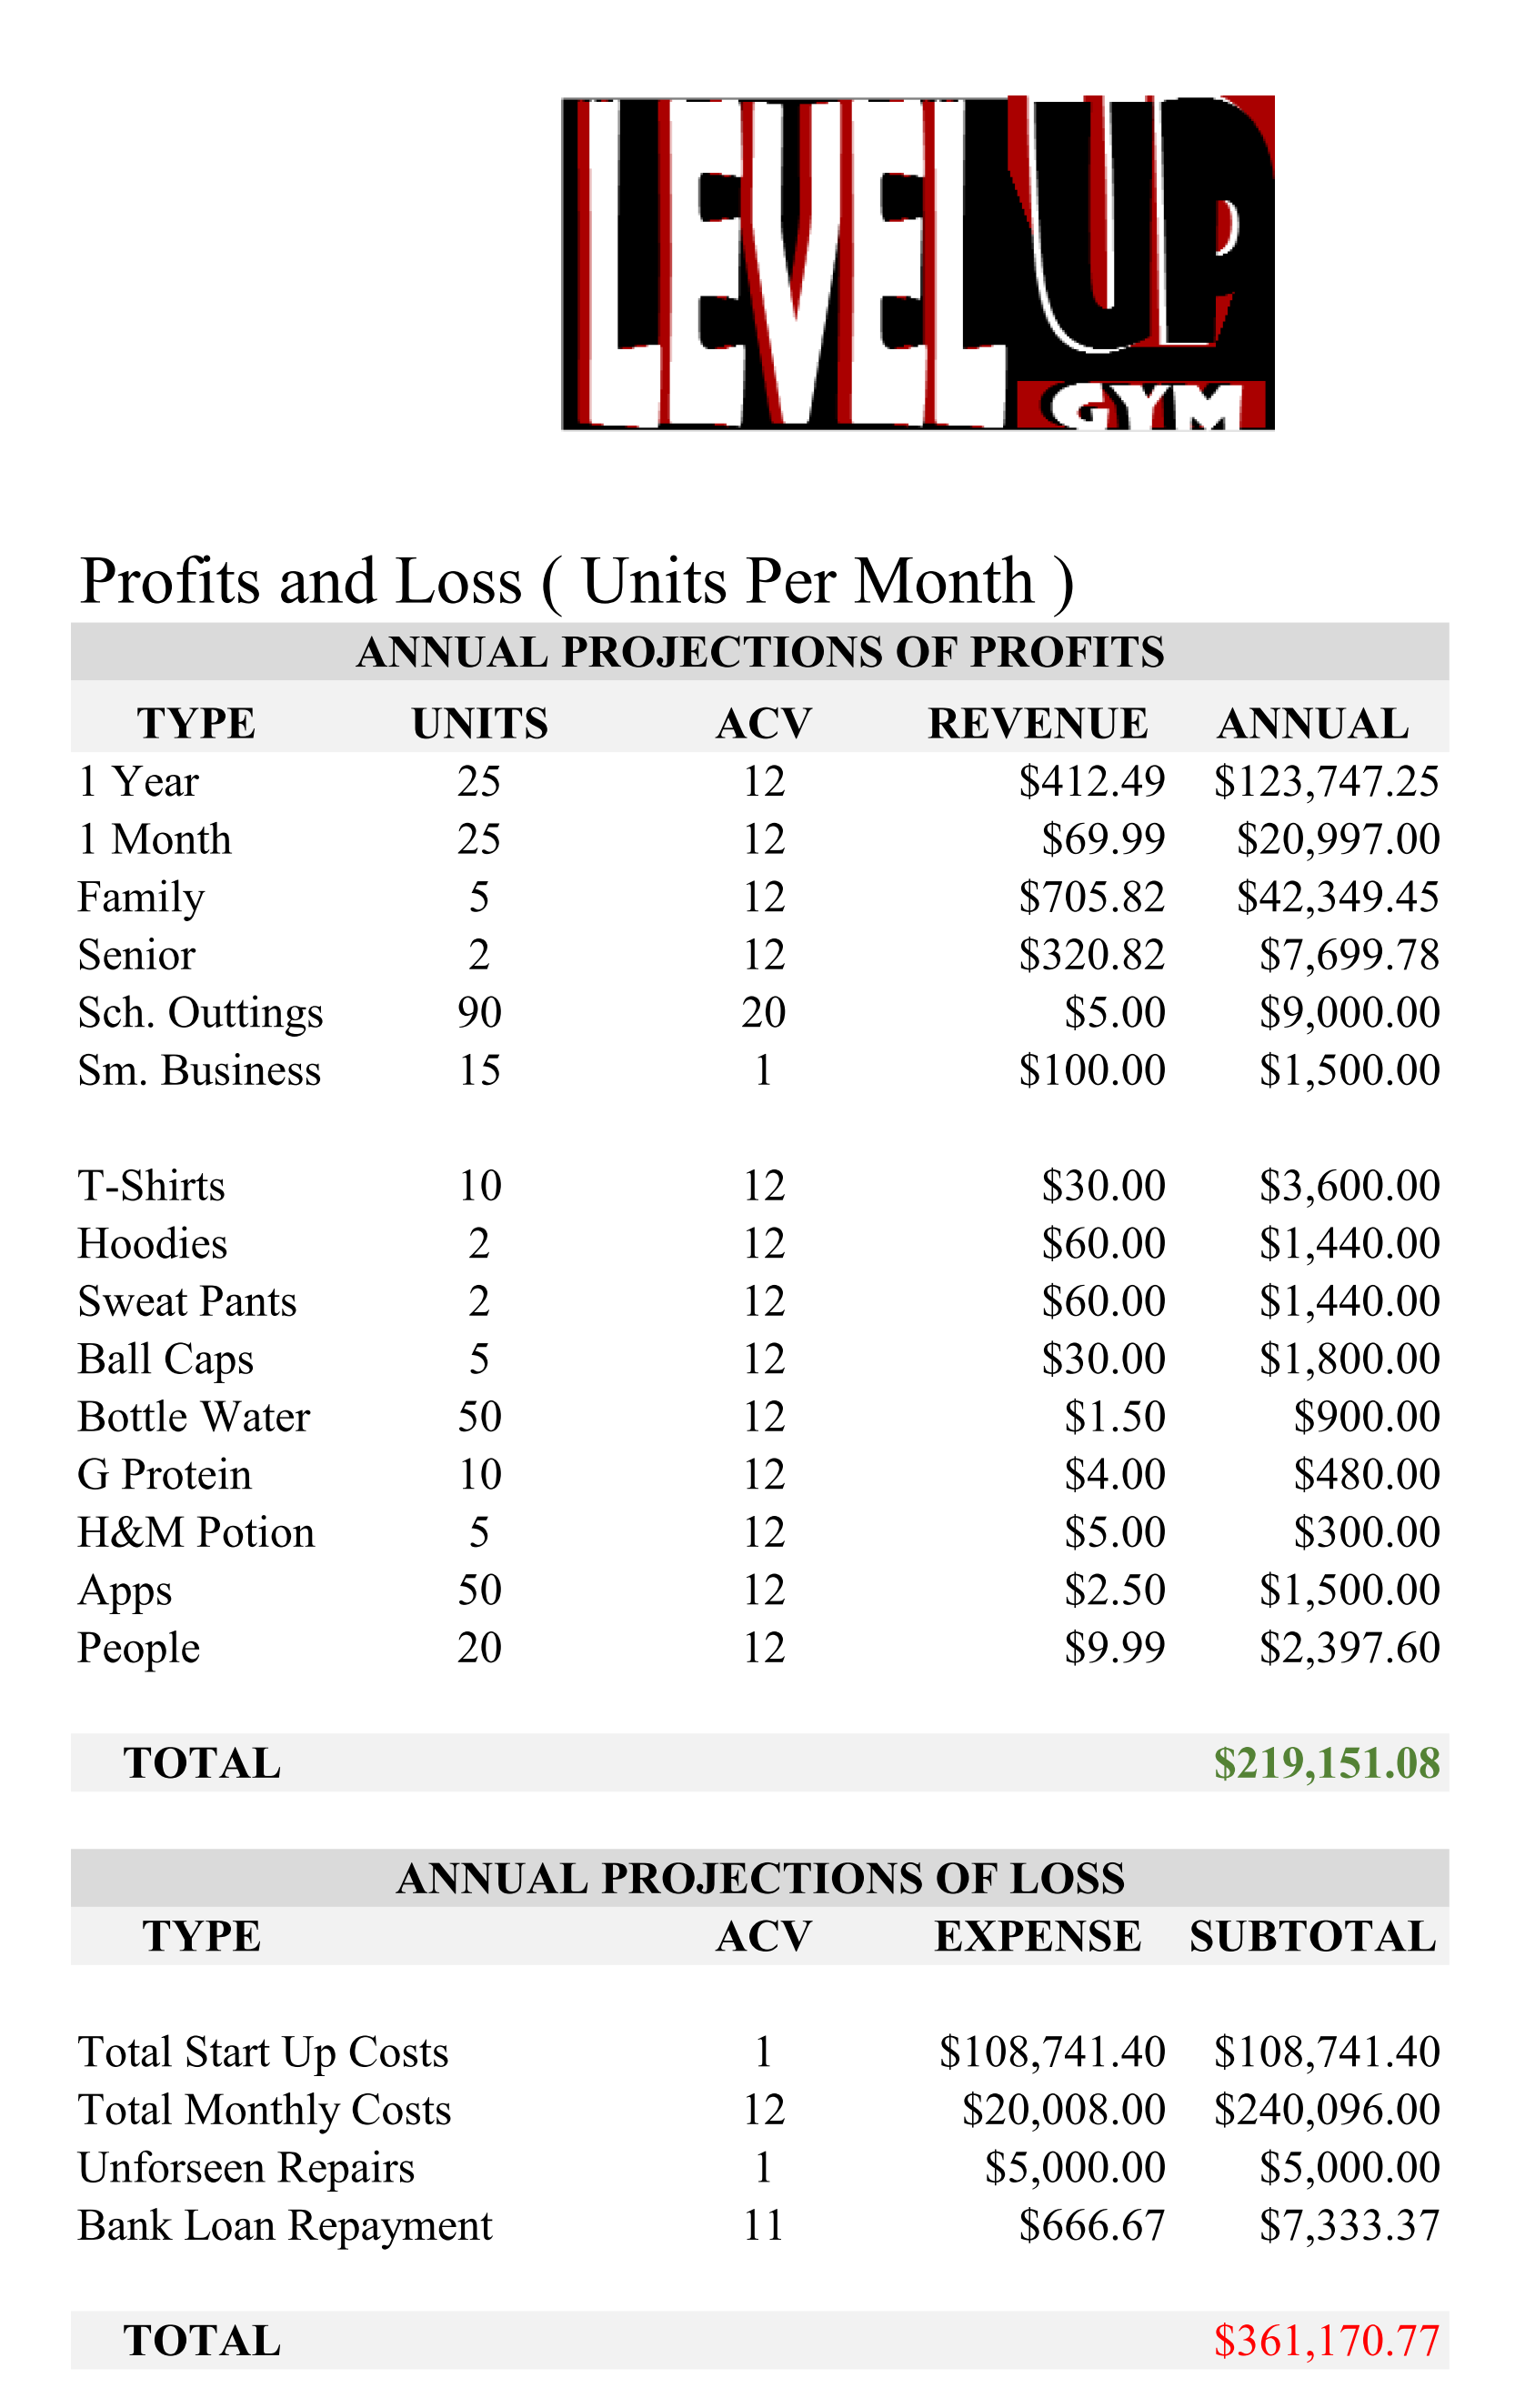 LEVEL UP
GYM
Profits and Loss ( Units Per Month )
ANNUAL PROJECTIONS OF PROFITS
TYPE UNITS ACV REVENUE ANNUAL
1 Year 25 12 $412.49 $123,747.25
1 Month 25 12 $69.99 $20,997.00
Family 5 12 $705.82 $42,349.45
Senior 2 12 $320.82 $7,699.78
Sch. Outtings 90 20 $5.00 $9,000.00
Sm. Business 15 1 $100.00 $1,500.00
T-Shirts 10 12 $30.00 $3,600.00
Hoodies 2 12 $60.00 $1,440.00
Sweat Pants 2 12 $60.00 $1,440.00
Ball Caps 5 12 $30.00 $1,800.00
Bottle Water 50 12 $1.50 $900.00
G Protein 10 12 $4.00 $480.00
H&M Potion 5 12 $5.00 $300.00
Apps 50 12 $2.50 $1,500.00
People 20 12 $9.99 $2,397.60
TOTAL $219,151.08
ANNUAL PROJECTIONS OF LOSS
TYPE ACV EXPENSE SUBTOTAL
Total Start Up Costs 1 $108,741.40 $108,741.40
Total Monthly Costs 12 $20,008.00 $240,096.00
Unforseen Repairs 1 $5,000.00 $5,000.00
Bank Loan Repayment 11 $666.67 $7,333.37
TOTAL $361,170.77